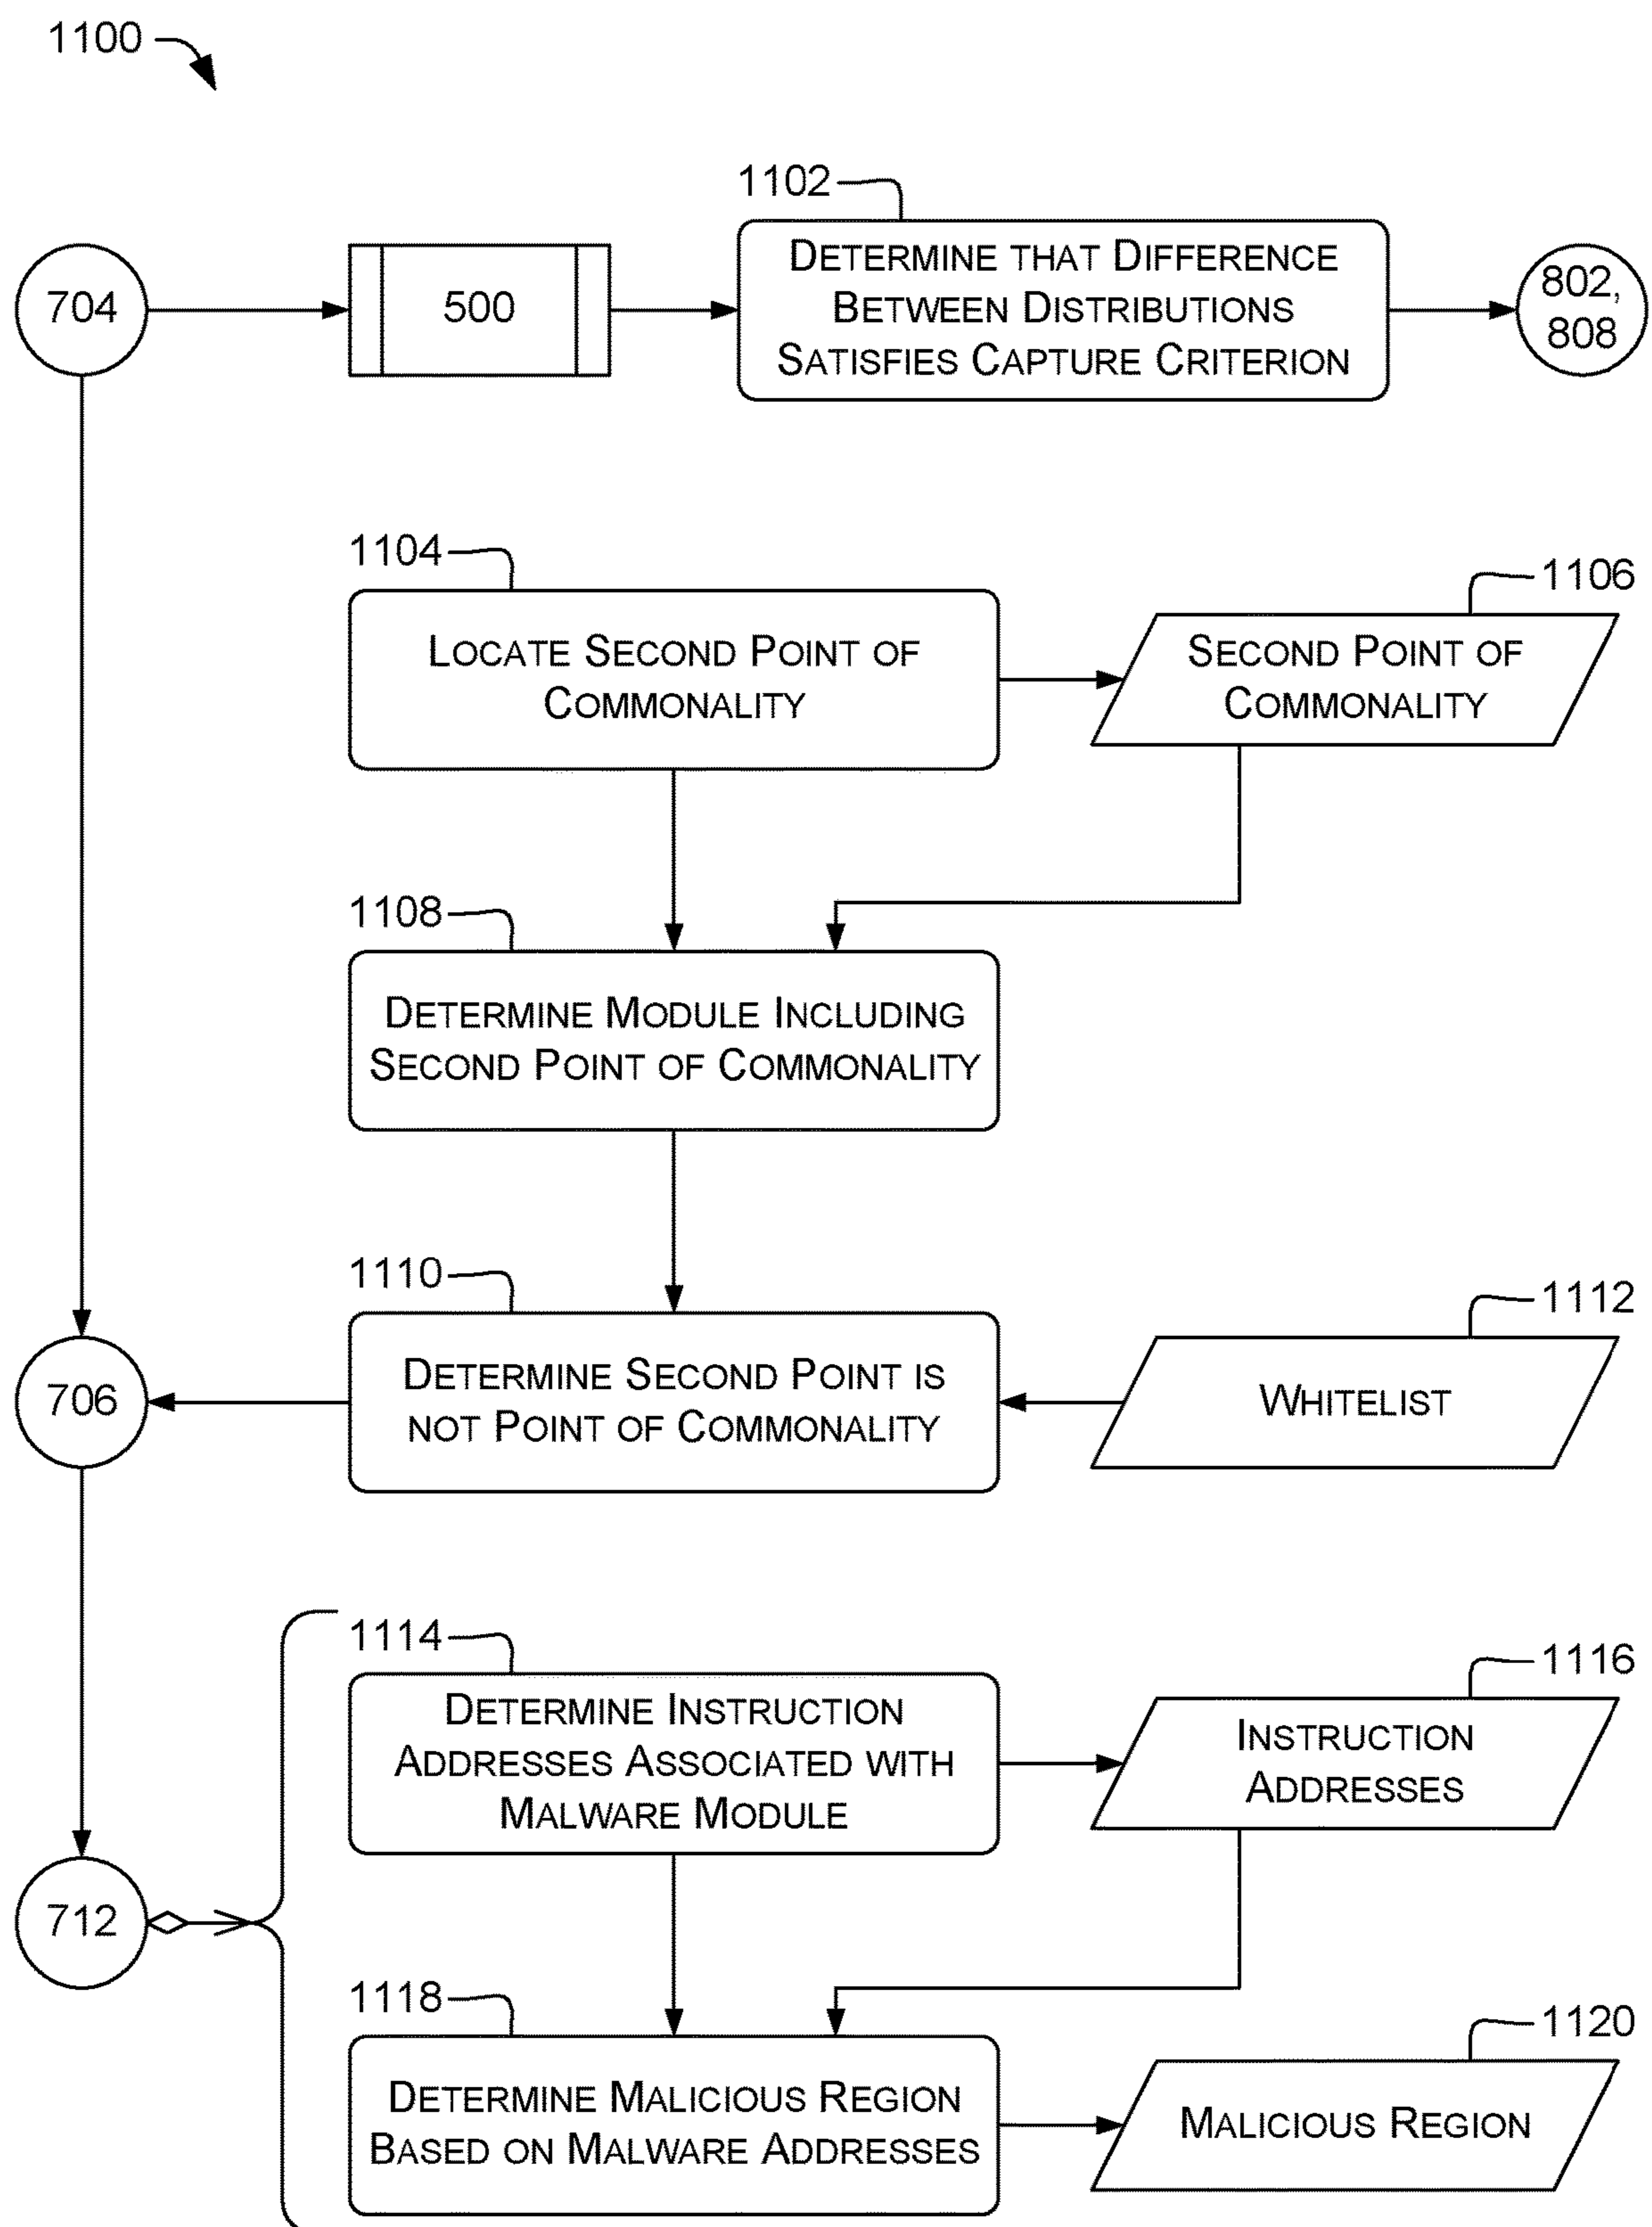 1100
1102
704
500
DETERMINE THAT DIFFERENCE
BETWEEN DISTRIBUTIONS
SATISFIES CAPTURE CRITERION
802,
808
1104
1106
LOCATE SECOND POINT OF
COMMONALITY
SECOND POINT OF
COMMONALITY
1108
DETERMINE MODULE INCLUDING
SECOND POINT OF COMMONALITY
1110
1112
706
DETERMINE SECOND POINT IS
NOT POINT OF COMMONALITY
WHITELIST
1114
1116
DETERMINE INSTRUCTION
ADDRESSES ASSOCIATED WITH
MALWARE MODULE
INSTRUCTION
ADDRESSES
712
1118
1120
DETERMINE MALICIOUS REGION
BASED ON MALWARE ADDRESSES
MALICIOUS REGION